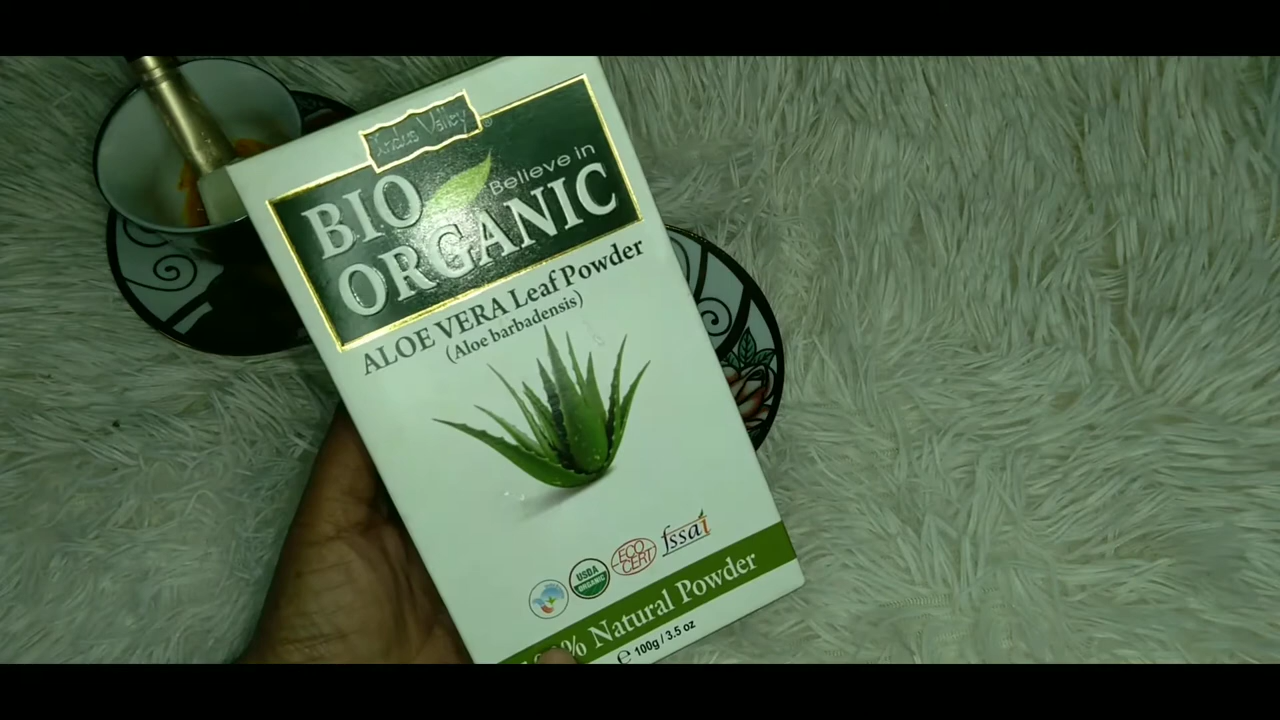 Indus Valley ®
Believe in
BIO
ORGANIC
ALOE VERA Leaf Powder
(Aloe barbadensis)
USDA
ORGANIC
ECO
CERT
fssai
% Natural Powder
℮ 100g / 3.5 oz